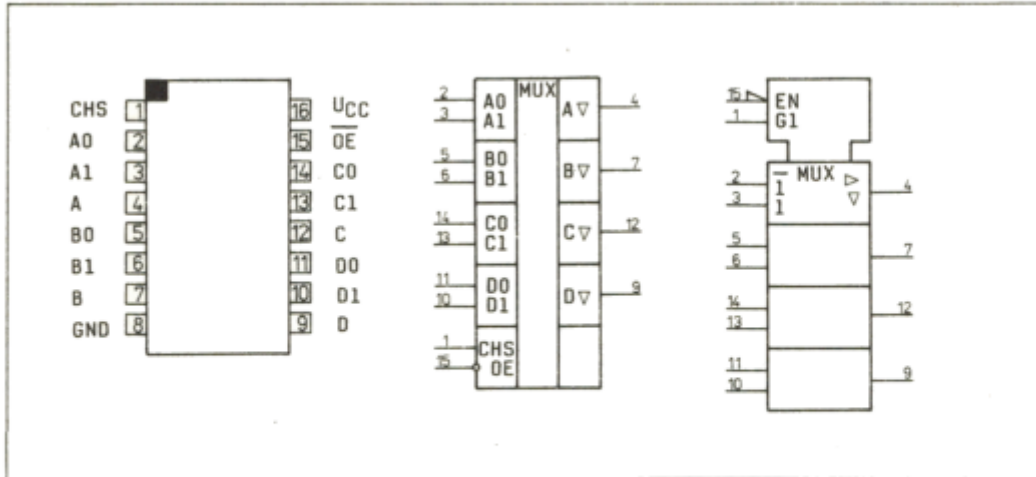 CHS 1 16 UCC
A0 2 15 OE
A1 3 14 C0
A 4 13 C1
B0 5 12 C
B1 6 11 D0
B 7 10 D1
GND 8 9 D
MUX
2 A0 A ▽ 4
3 A1
5 B0 B ▽ 7
6 B1
14 C0 C ▽ 12
13 C1
11 D0 D ▽ 9
10 D1
1 CHS
15 OE
15 EN
1 G1
MUX
2 1̅ ▷ 4
3 1 ▽
5 7
6
14 12
13
11 9
10